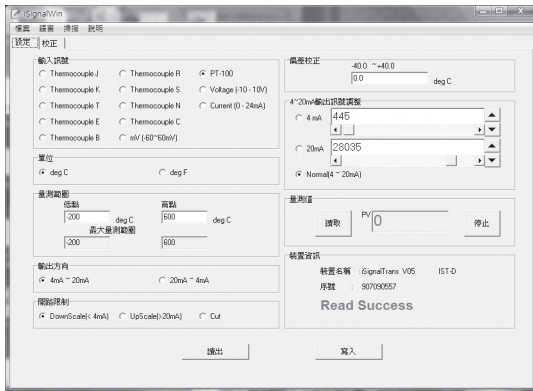 iSignalWin
檔案 語言 掃描 說明
設定 校正
輸入訊號
Thermocouple J Thermocouple R PT-100
Thermocouple K Thermocouple S Voltage (-10 - 10V)
Thermocouple T Thermocouple N Current (0 - 24mA)
Thermocouple E Thermocouple C
Thermocouple B mV (-60~60mV)
單位
deg C deg F
量測範圍
低點 高點
-200 deg C 600 deg C
最大量測範圍
-200 600
輸出方向
4mA ~ 20mA 20mA ~ 4mA
開路限制
DownScale(< 4mA) UpScale(>20mA) Cut
偏差校正
-40.0 ~ +40.0
0.0 deg C
4~20mA輸出訊號調整
4 mA 445
20mA 28035
Normal(4 ~ 20mA)
量測值
讀取 PV 0 停止
裝置資訊
裝置名稱 :iSignalTrans V05 IST-D
序號 : 907090557
Read Success
讀出 寫入